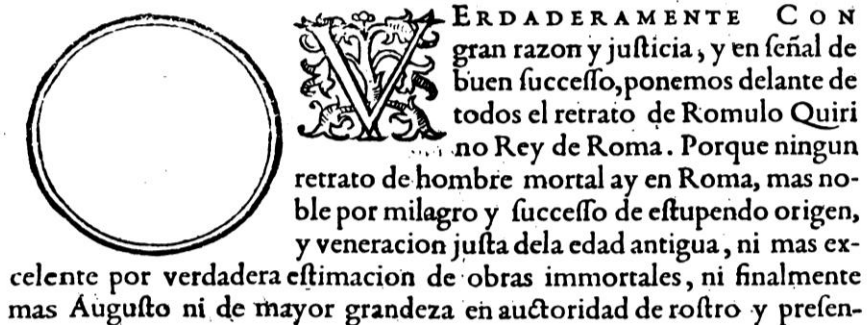 VERDADERAMENTE CON
gran razon y juſticia, y en ſeñal de
buen ſucceſſo, ponemos delante de
todos el retrato de Romulo Quiri
no Rey de Roma. Porque ningun
retrato de hombre mortal ay en Roma, mas no-
ble por milagro y ſucceſſo de eſtupendo origen,
y veneracion juſta dela edad antigua, ni mas ex-
celente por verdadera eſtimacion de obras immortales, ni finalmente
mas Auguſto ni de mayor grandeza en auctoridad de roſtro y preſen-